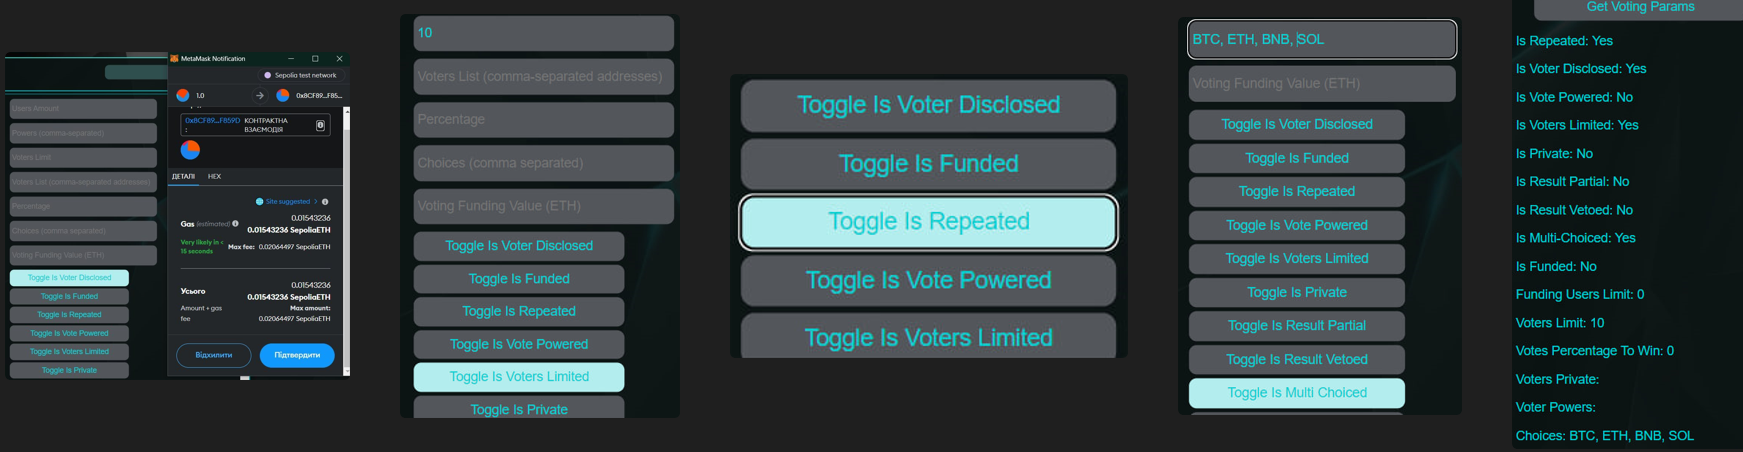 Users Amount
Powers (comma-separated)
Voters Limit
Voters List (comma-separated addresses)
Percentage
Choices (comma separated)
Voting Funding Value (ETH)
Toggle Is Voter Disclosed
Toggle Is Funded
Toggle Is Repeated
Toggle Is Vote Powered
Toggle Is Voters Limited
Toggle Is Private
MetaMask Notification
Sepolia test network
1.0
0x8CF89...F85...
0x8CF89...F859D
:
КОНТРАКТНА
ВЗАЄМОДІЯ
ДЕТАЛІ HEX
Site suggested >
0.01543236
Gas (estimated) 0.01543236 SepoliaETH
Very likely in <
15 seconds
Max fee: 0.02064497 SepoliaETH
0.01543236
Усього 0.01543236 SepoliaETH
Amount + gas
fee
Max amount:
0.02064497 SepoliaETH
Відхилити Підтвердити
10
Voters List (comma-separated addresses)
Percentage
Choices (comma separated)
Voting Funding Value (ETH)
Toggle Is Voter Disclosed
Toggle Is Funded
Toggle Is Repeated
Toggle Is Vote Powered
Toggle Is Voters Limited
Toggle Is Private
Toggle Is Voter Disclosed
Toggle Is Funded
Toggle Is Repeated
Toggle Is Vote Powered
Toggle Is Voters Limited
BTC, ETH, BNB, SOL
Voting Funding Value (ETH)
Toggle Is Voter Disclosed
Toggle Is Funded
Toggle Is Repeated
Toggle Is Vote Powered
Toggle Is Voters Limited
Toggle Is Private
Toggle Is Result Partial
Toggle Is Result Vetoed
Toggle Is Multi Choiced
Get Voting Params
Is Repeated: Yes
Is Voter Disclosed: Yes
Is Vote Powered: No
Is Voters Limited: Yes
Is Private: No
Is Result Partial: No
Is Result Vetoed: No
Is Multi-Choiced: Yes
Is Funded: No
Funding Users Limit: 0
Voters Limit: 10
Votes Percentage To Win: 0
Voters Private:
Voter Powers:
Choices: BTC, ETH, BNB, SOL